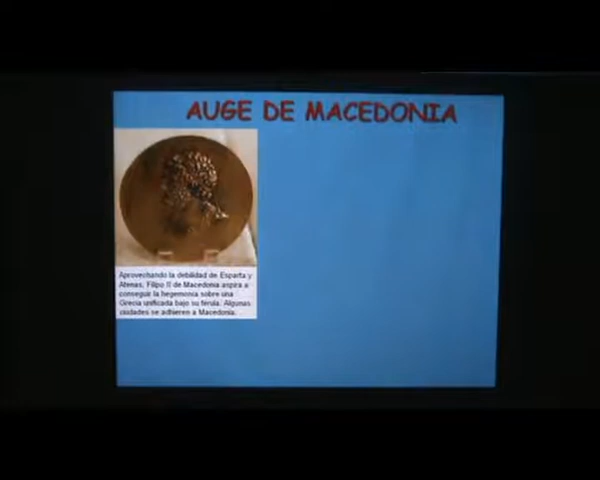 AUGE DE MACEDONIA
Aprovechando la debilidad de Esparta y
Atenas, Filipo II de Macedonia aspira a
conseguir la hegemonía sobre una
Grecia unificada bajo su férula. Algunas
ciudades se adhieren a Macedonia.